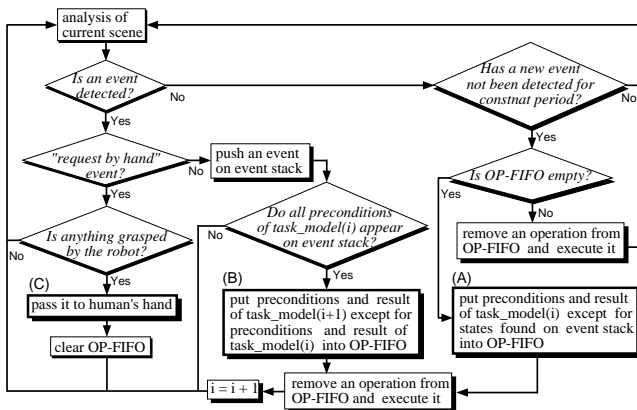 analysis of
current scene
Is an event
detected?
No
Yes
Has a new event
not been detected for
constnat period?
No
Yes
"request by hand"
event?
No
Yes
push an event
on event stack
Is OP-FIFO empty?
Yes
No
Do all preconditions
of task_model(i) appear
on event stack?
No
Yes
Is anything grasped
by the robot?
No
Yes
remove an operation from
OP-FIFO and execute it
(C)
pass it to human's hand
clear OP-FIFO
(B)
put preconditions and result
of task_model(i+1) except for
preconditions and result of
task_model(i) into OP-FIFO
(A)
put preconditions and result
of task_model(i) except for
states found on event stack
into OP-FIFO
i = i + 1
remove an operation from
OP-FIFO and execute it